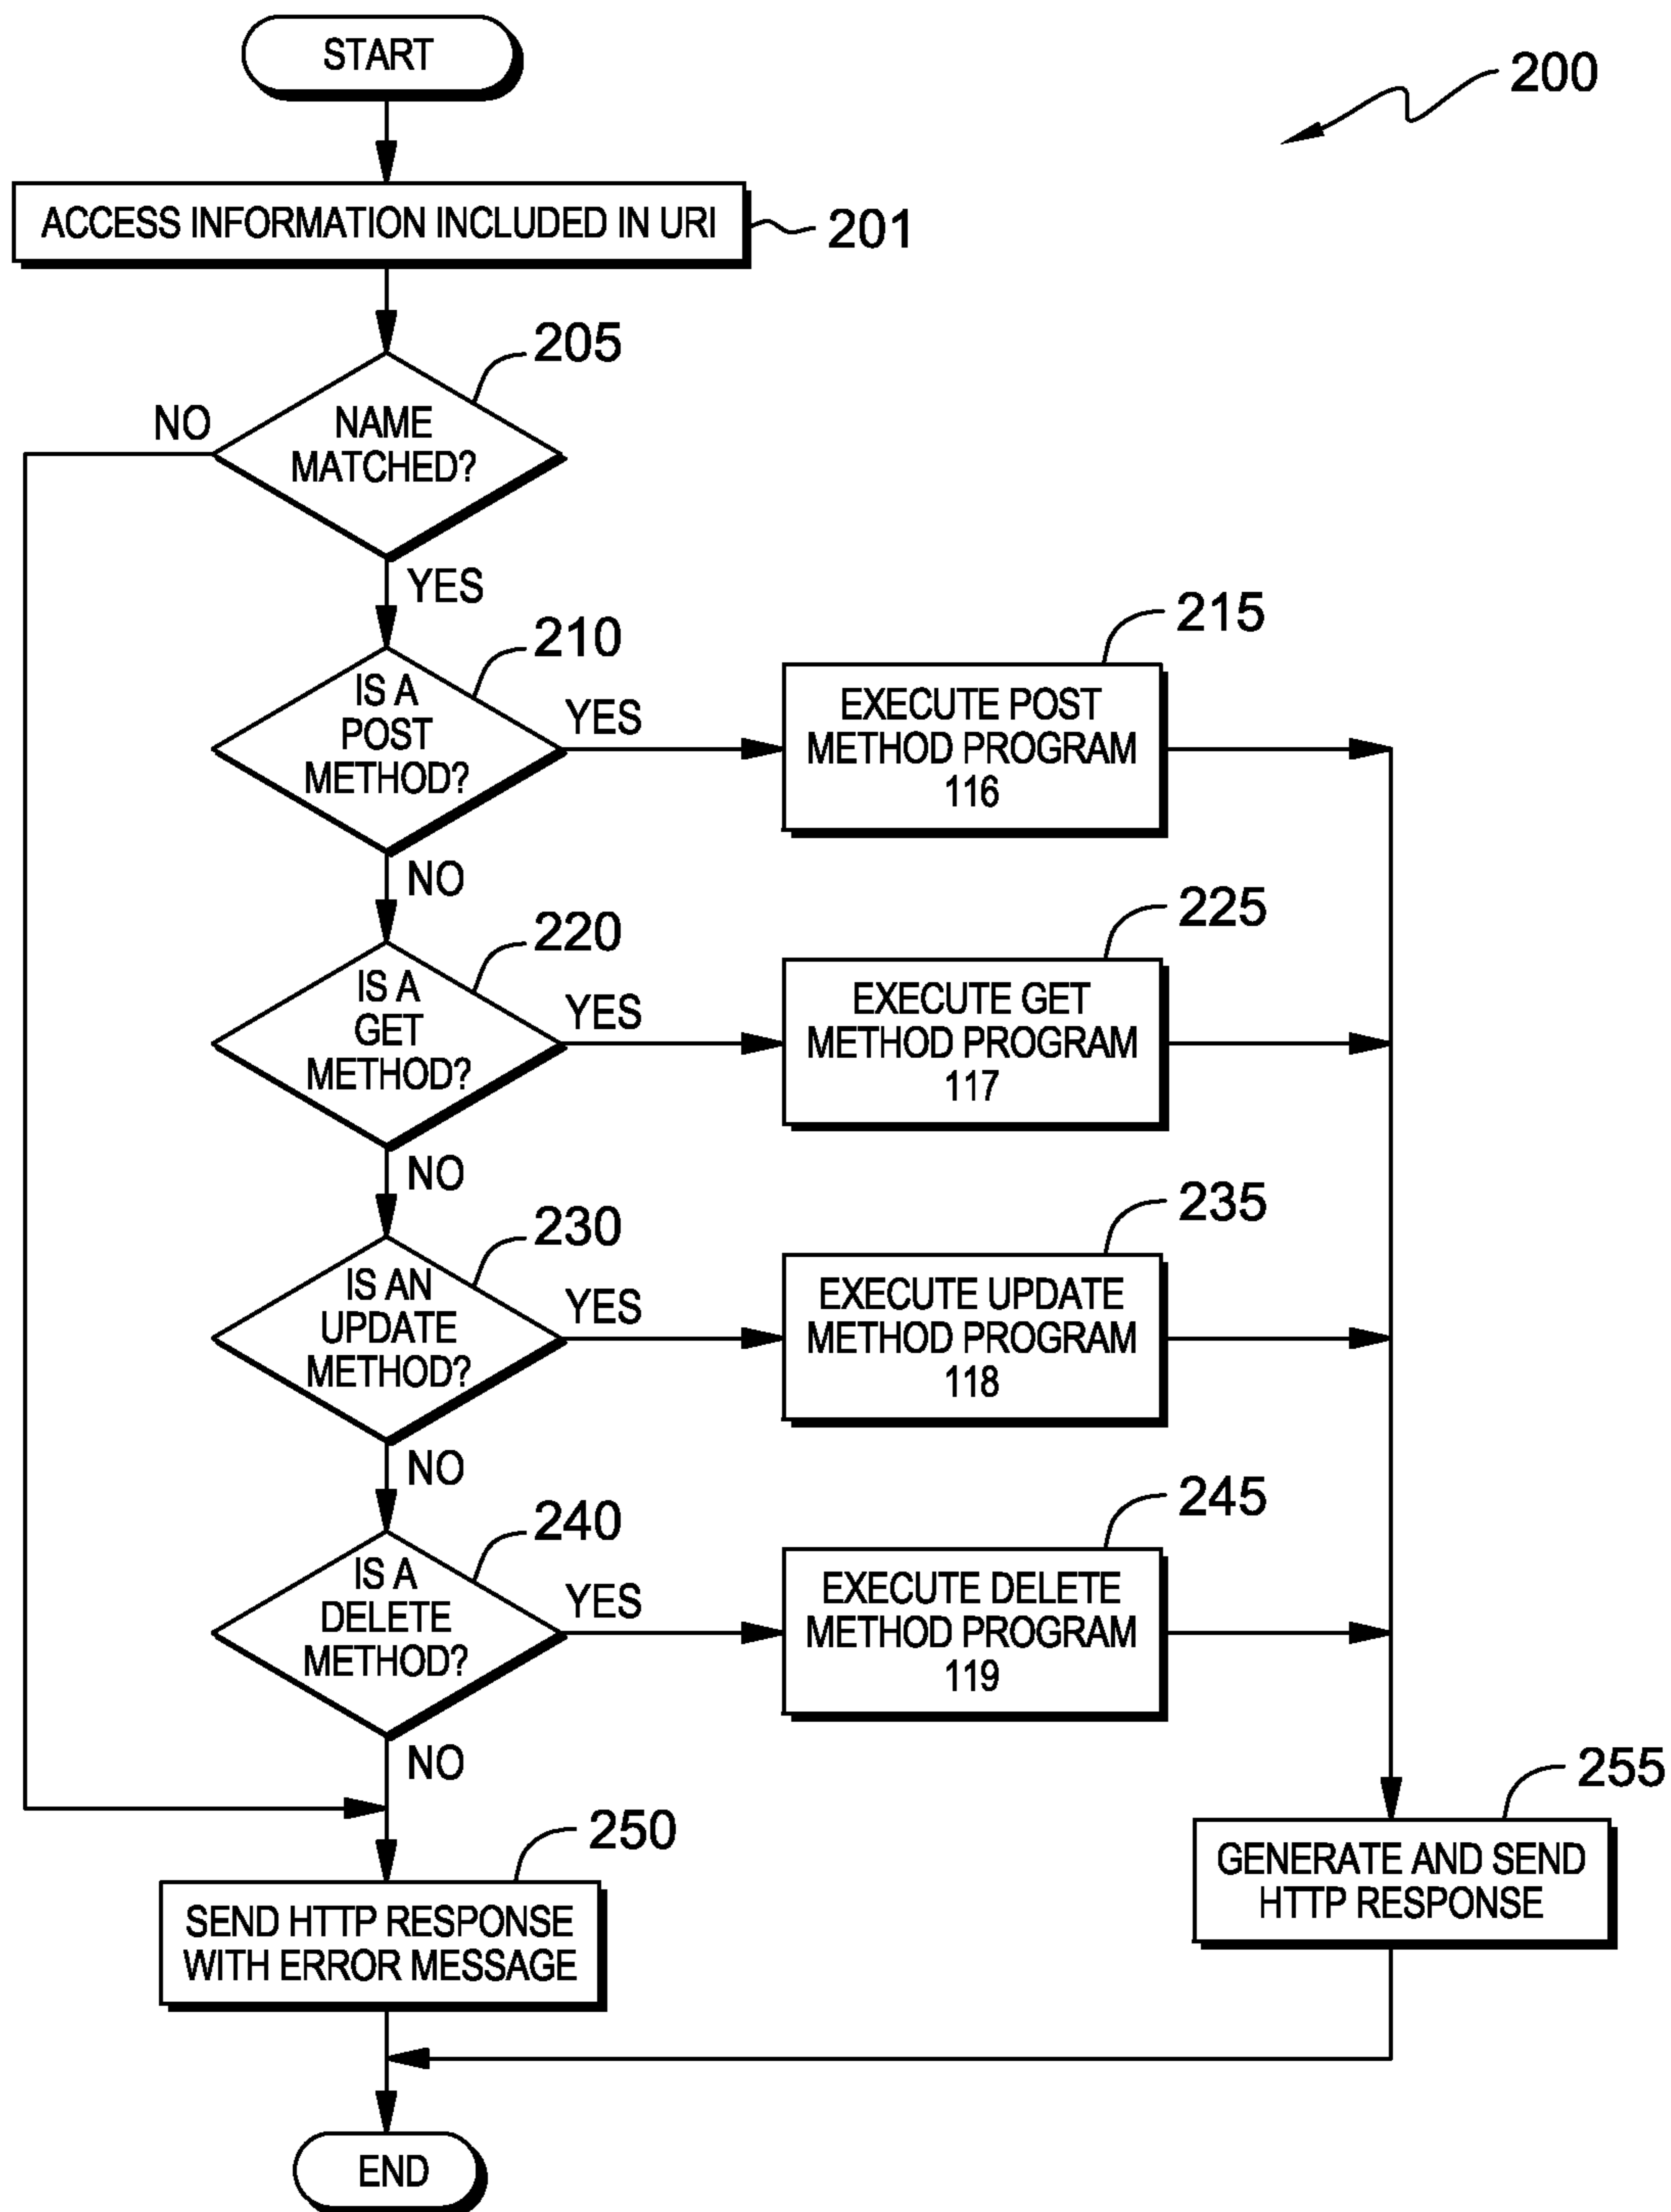 START
200
ACCESS INFORMATION INCLUDED IN URI
201
205
NAME
MATCHED?
NO
YES
210
IS A
POST
METHOD?
YES
215
EXECUTE POST
METHOD PROGRAM
116
NO
220
IS A
GET
METHOD?
YES
225
EXECUTE GET
METHOD PROGRAM
117
NO
230
IS AN
UPDATE
METHOD?
YES
235
EXECUTE UPDATE
METHOD PROGRAM
118
NO
240
IS A
DELETE
METHOD?
YES
245
EXECUTE DELETE
METHOD PROGRAM
119
NO
250
SEND HTTP RESPONSE
WITH ERROR MESSAGE
255
GENERATE AND SEND
HTTP RESPONSE
END